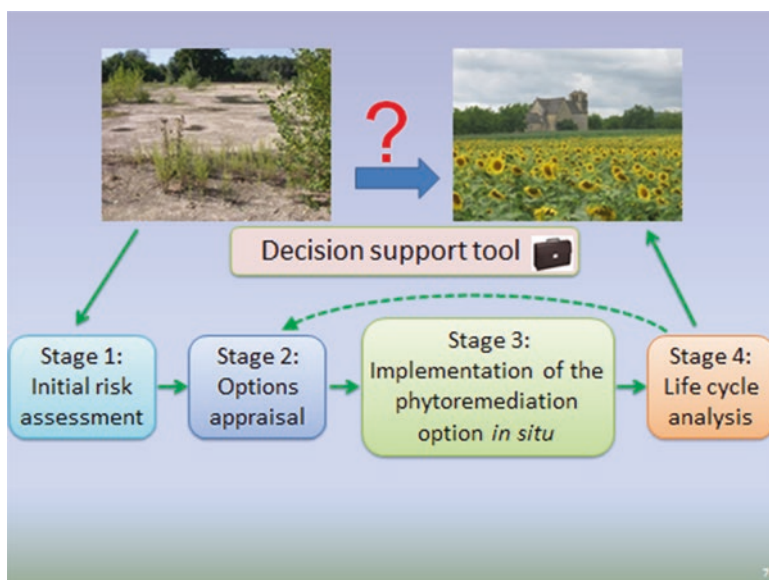 ?
Decision support tool
Stage 1:
Initial risk
assessment
Stage 2:
Options
appraisal
Stage 3:
Implementation of the
phytoremediation
option in situ
Stage 4:
Life cycle
analysis